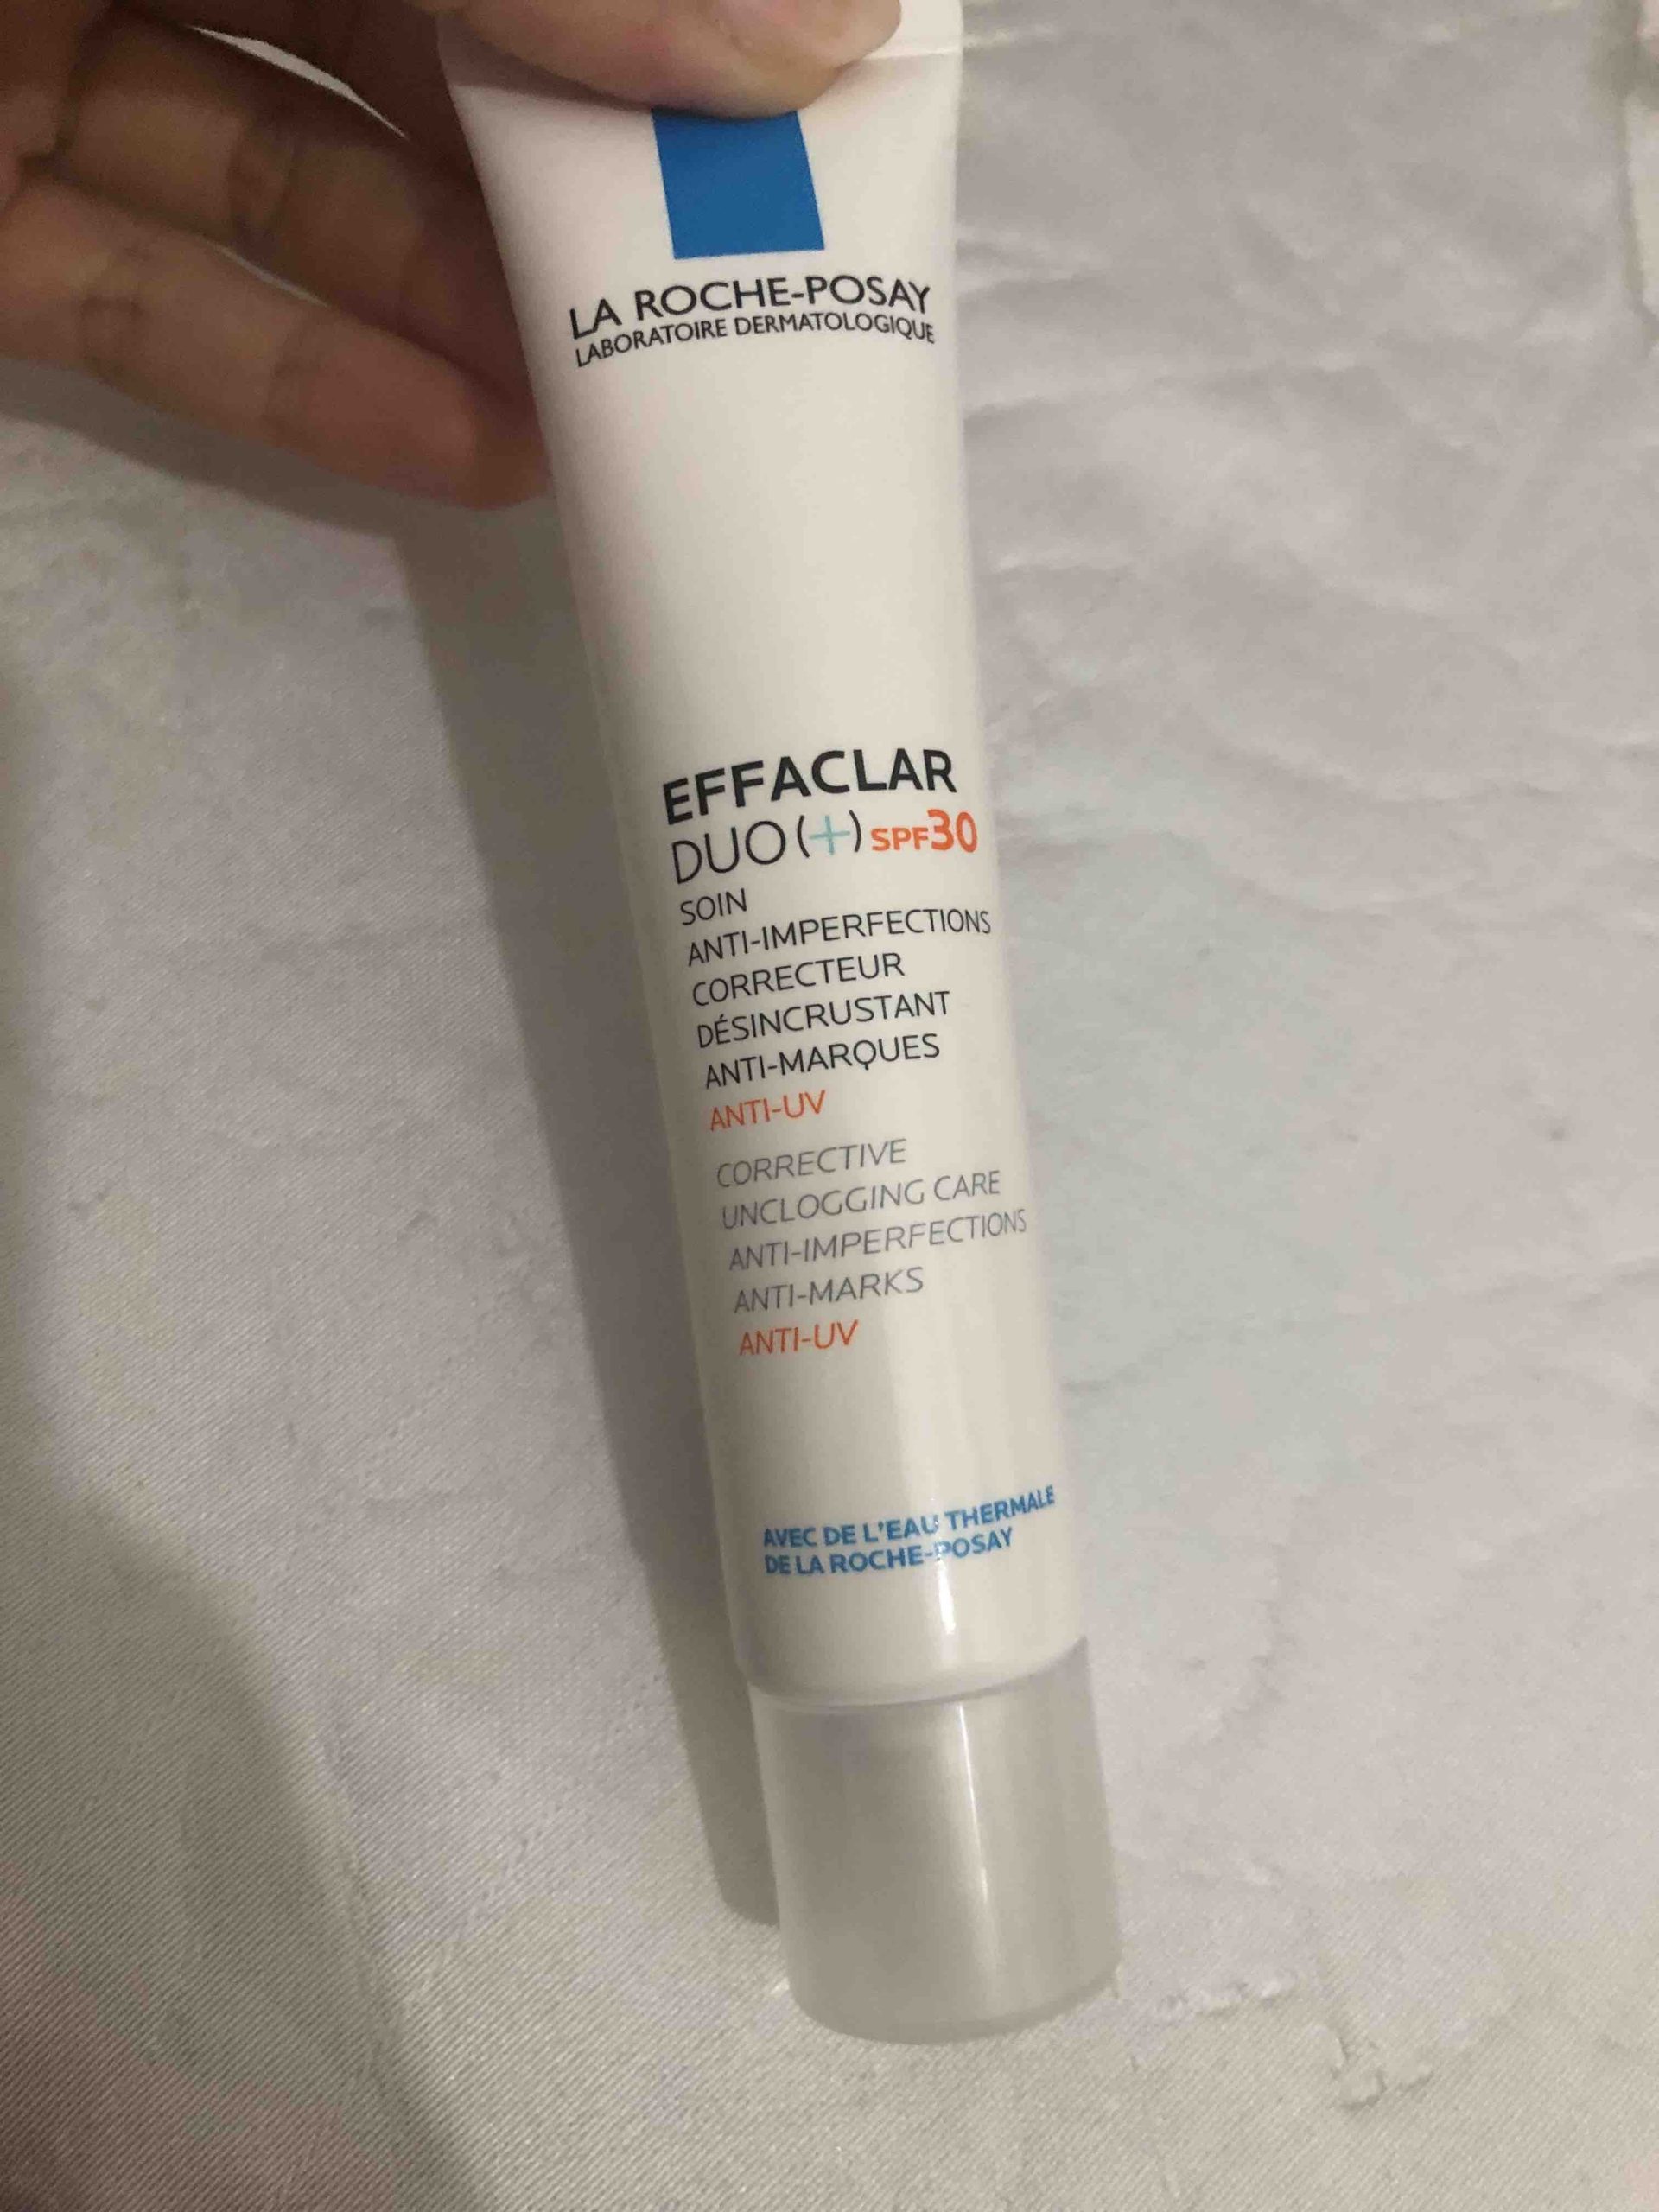 LA ROCHE-POSAY
LABORATOIRE DERMATOLOGIQUE
EFFACLAR
DUO(+) SPF30
SOIN
ANTI-IMPERFECTIONS
CORRECTEUR
DÉSINCRUSTANT
ANTI-MARQUES
ANTI-UV
CORRECTIVE
UNCLOGGING CARE
ANTI-IMPERFECTIONS
ANTI-MARKS
ANTI-UV
AVEC DE L'EAU THERMALE
DE LA ROCHE-POSAY